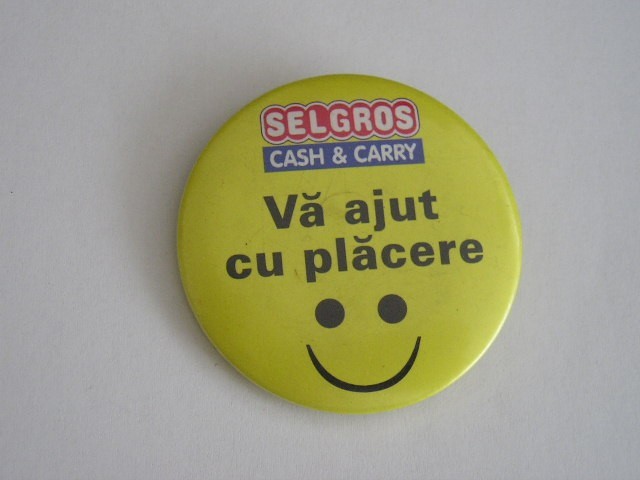 SELGROS
CASH & CARRY
Vă ajut
cu plăcere